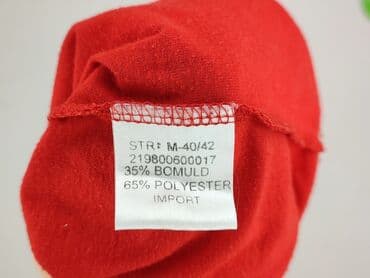 STR: M-40/42
219800600017
35% BOMULD
65% POLYESTER
IMPORT